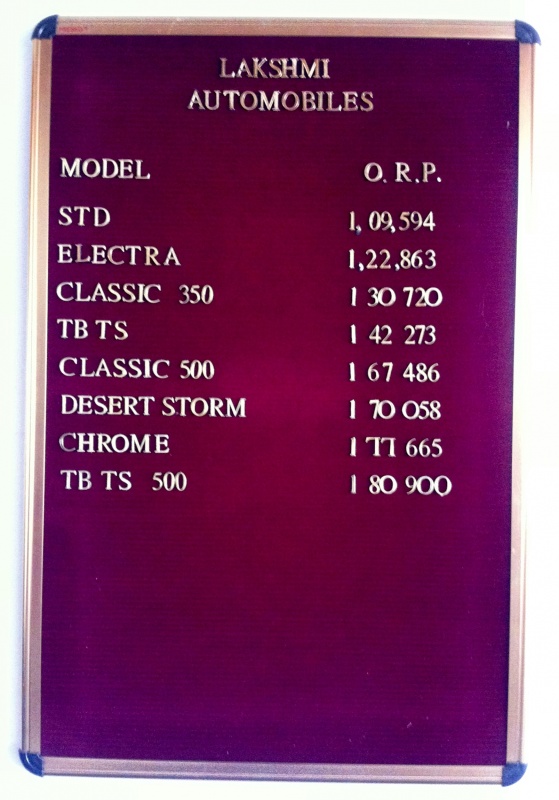 LAKSHMI
AUTOMOBILES
MODEL O. R.P.
STD 1, 09,594
ELECTRA 1,22,863
CLASSIC 350 1 30 720
TB TS 1 42 273
CLASSIC 500 1 67 486
DESERT STORM 1 70 058
CHROME 1 77 665
TB TS 500 1 80 900